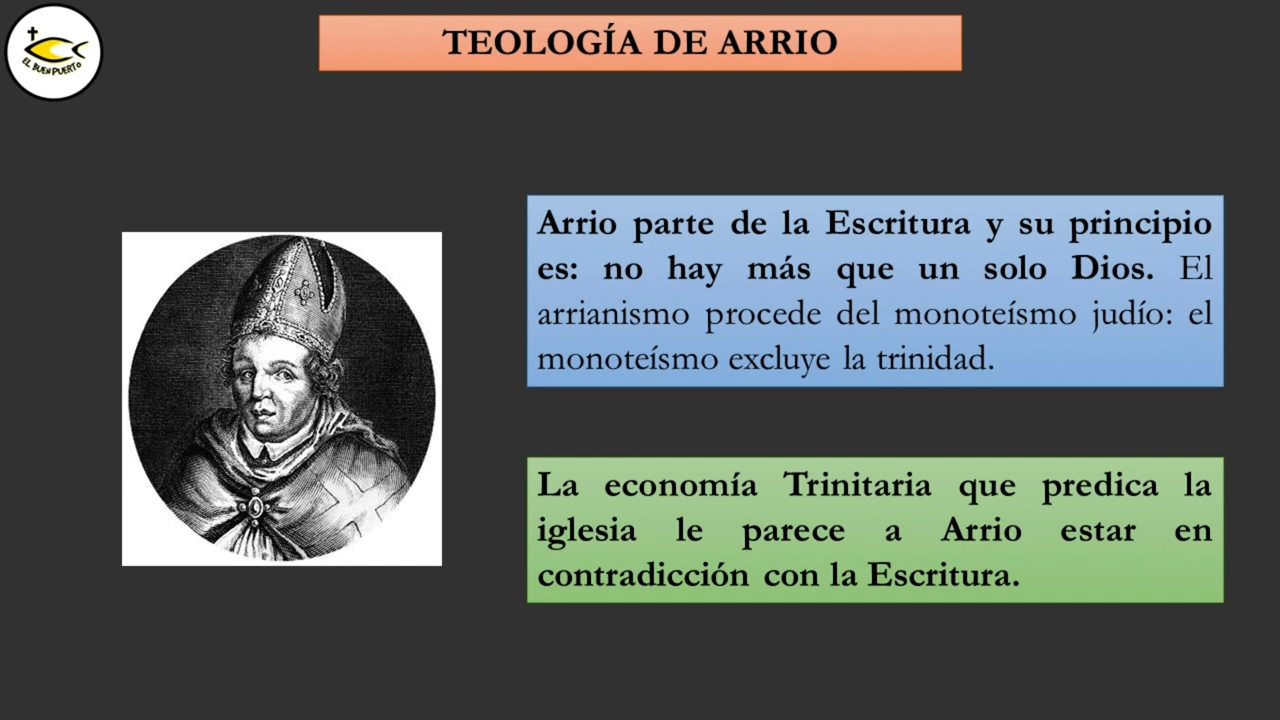 EL BUEN PUERTO
TEOLOGÍA DE ARRIO
Arrio parte de la Escritura y su principio
es: no hay más que un solo Dios. El
arrianismo procede del monoteísmo judío: el
monoteísmo excluye la trinidad.
La economía Trinitaria que predica la
iglesia le parece a Arrio estar en
contradicción con la Escritura.